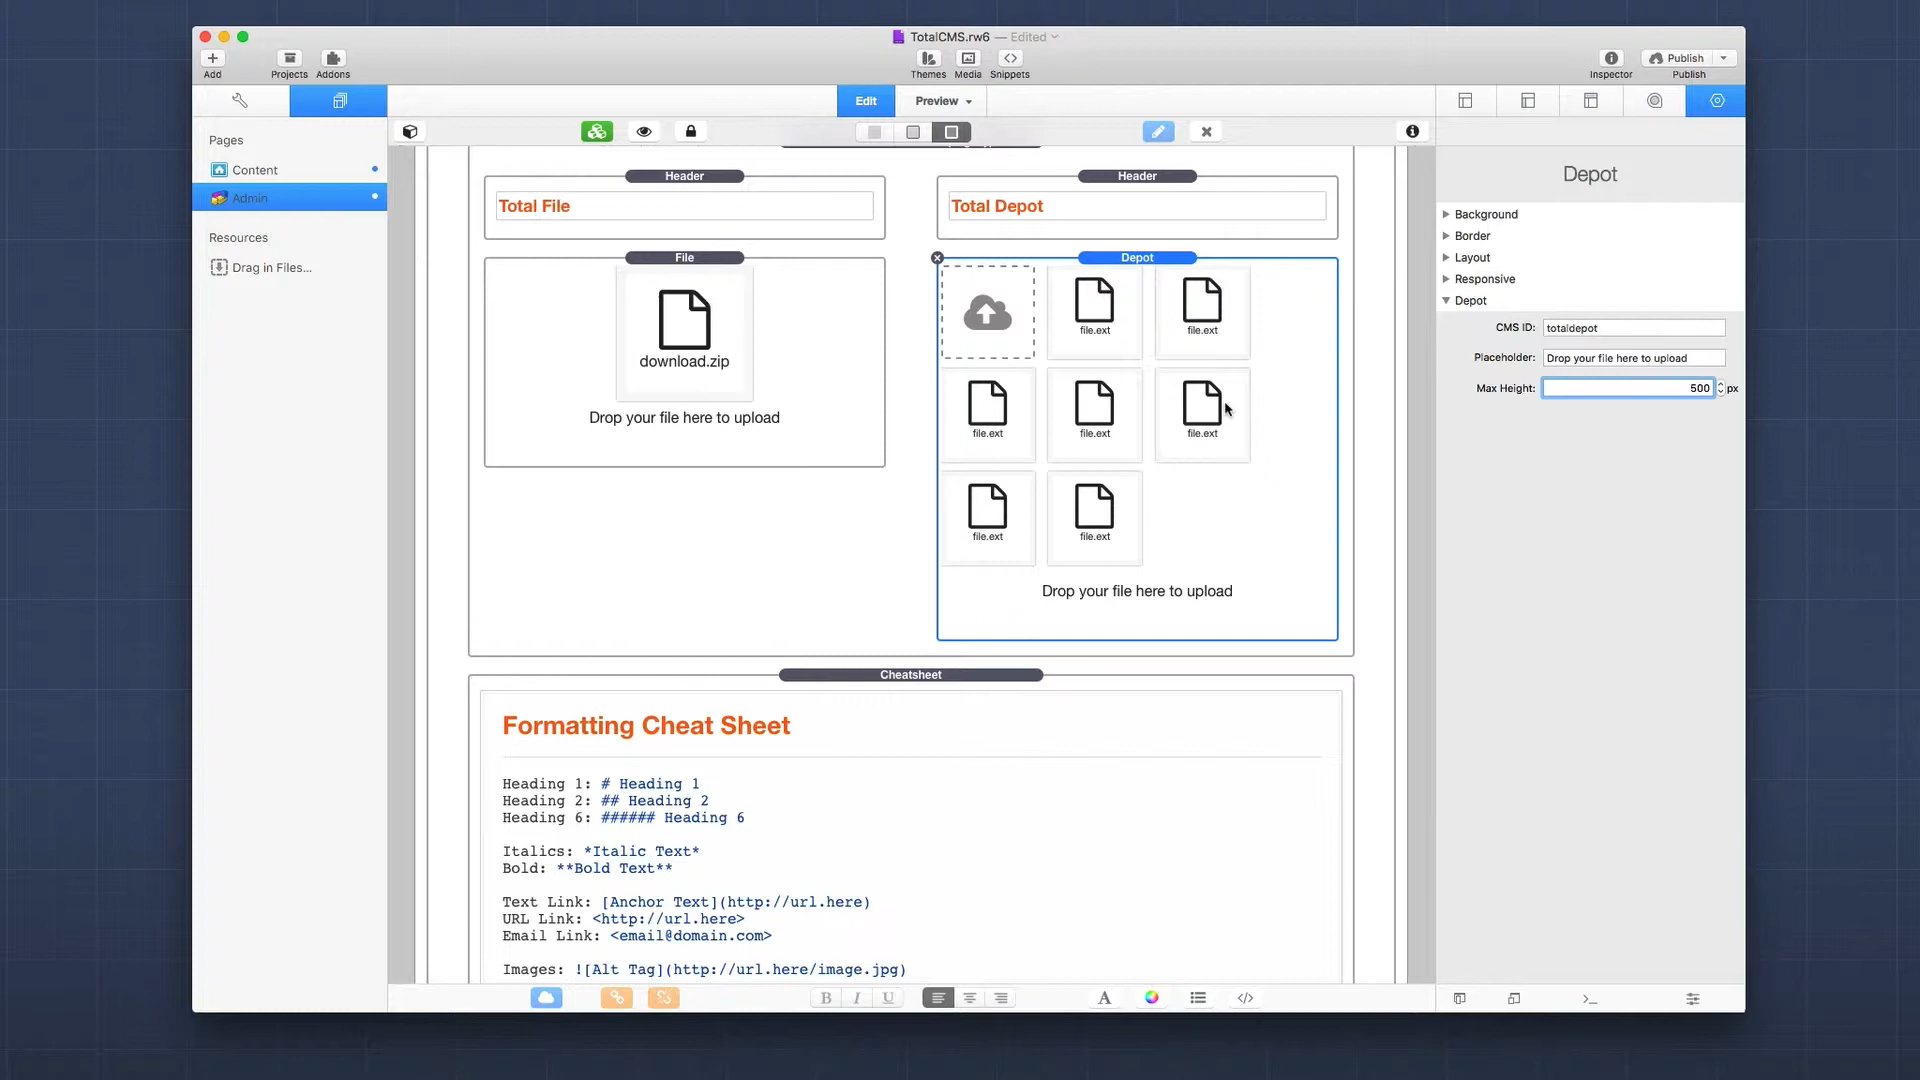 TotalCMS.rw6 — Edited
Add
Projects
Addons
Themes
Media
Snippets
Inspector
Publish
Publish
Edit
Preview
Pages
Content
Admin
Resources
Drag in Files...
Header
Total File
Header
Total Depot
File
download.zip
Drop your file here to upload
Depot
file.ext
file.ext
file.ext
file.ext
file.ext
file.ext
file.ext
Drop your file here to upload
Cheatsheet
Formatting Cheat Sheet
Heading 1: # Heading 1
Heading 2: ## Heading 2
Heading 6: ###### Heading 6
Italics: *Italic Text*
Bold: **Bold Text**
Text Link: [Anchor Text](http://url.here)
URL Link: <http://url.here>
Email Link: <email@domain.com>
Images: ![Alt Tag](http://url.here/image.jpg)
B I U
A
Depot
Background
Border
Layout
Responsive
Depot
CMS ID: totaldepot
Placeholder: Drop your file here to upload
Max Height: 500 px